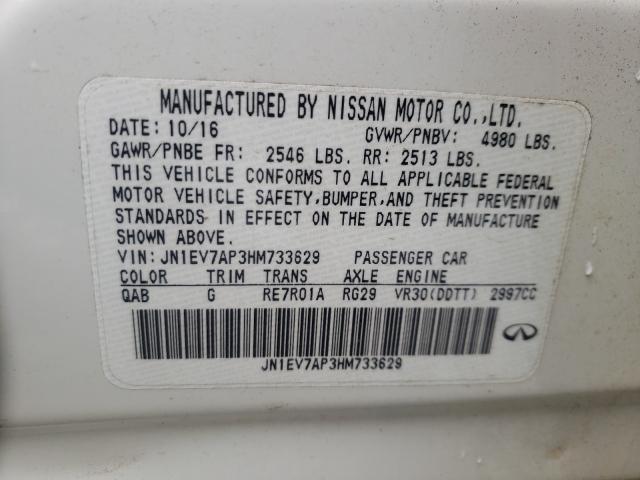 MANUFACTURED BY NISSAN MOTOR CO.,LTD.
DATE: 10/16 GVWR/PNBV: 4980 LBS.
GAWR/PNBE FR: 2546 LBS. RR: 2513 LBS.
THIS VEHICLE CONFORMS TO ALL APPLICABLE FEDERAL
MOTOR VEHICLE SAFETY,BUMPER,AND THEFT PREVENTION
STANDARDS IN EFFECT ON THE DATE OF MANUFACTURE
SHOWN ABOVE.
VIN:JN1EV7AP3HM733629 PASSENGER CAR
COLOR TRIM TRANS AXLE ENGINE
QAB G RE7R01A RG29 VR30(DDTT) 2997CC
JN1EV7AP3HM733629